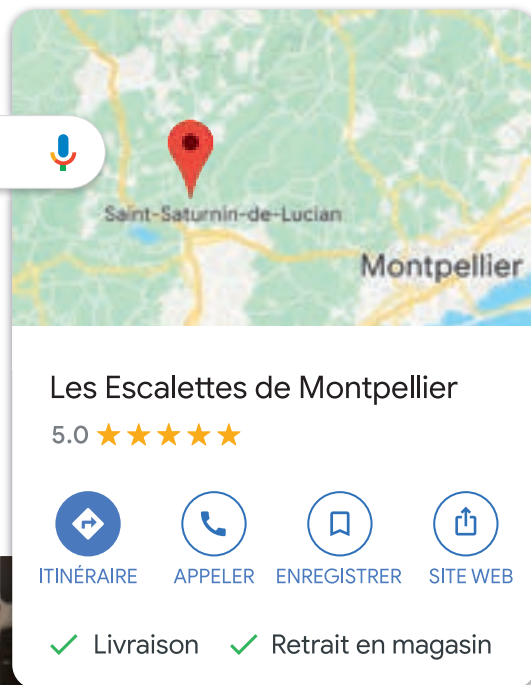 Saint-Saturnin-de-Lucian
Montpellier
Les Escalettes de Montpellier
5.0
ITINÉRAIRE APPELER ENREGISTRER SITE WEB
Livraison Retrait en magasin